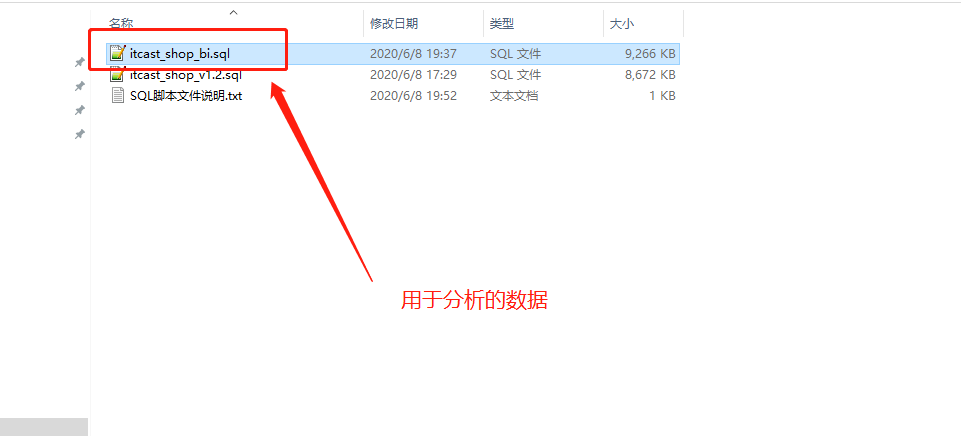 名称 修改日期 类型 大小
itcast_shop_bi.sql 2020/6/8 19:37 SQL 文件 9,266 KB
itcast_shop_v1.2.sql 2020/6/8 17:29 SQL 文件 8,672 KB
SQL脚本文件说明.txt 2020/6/8 19:52 文本文档 1 KB
用于分析的数据